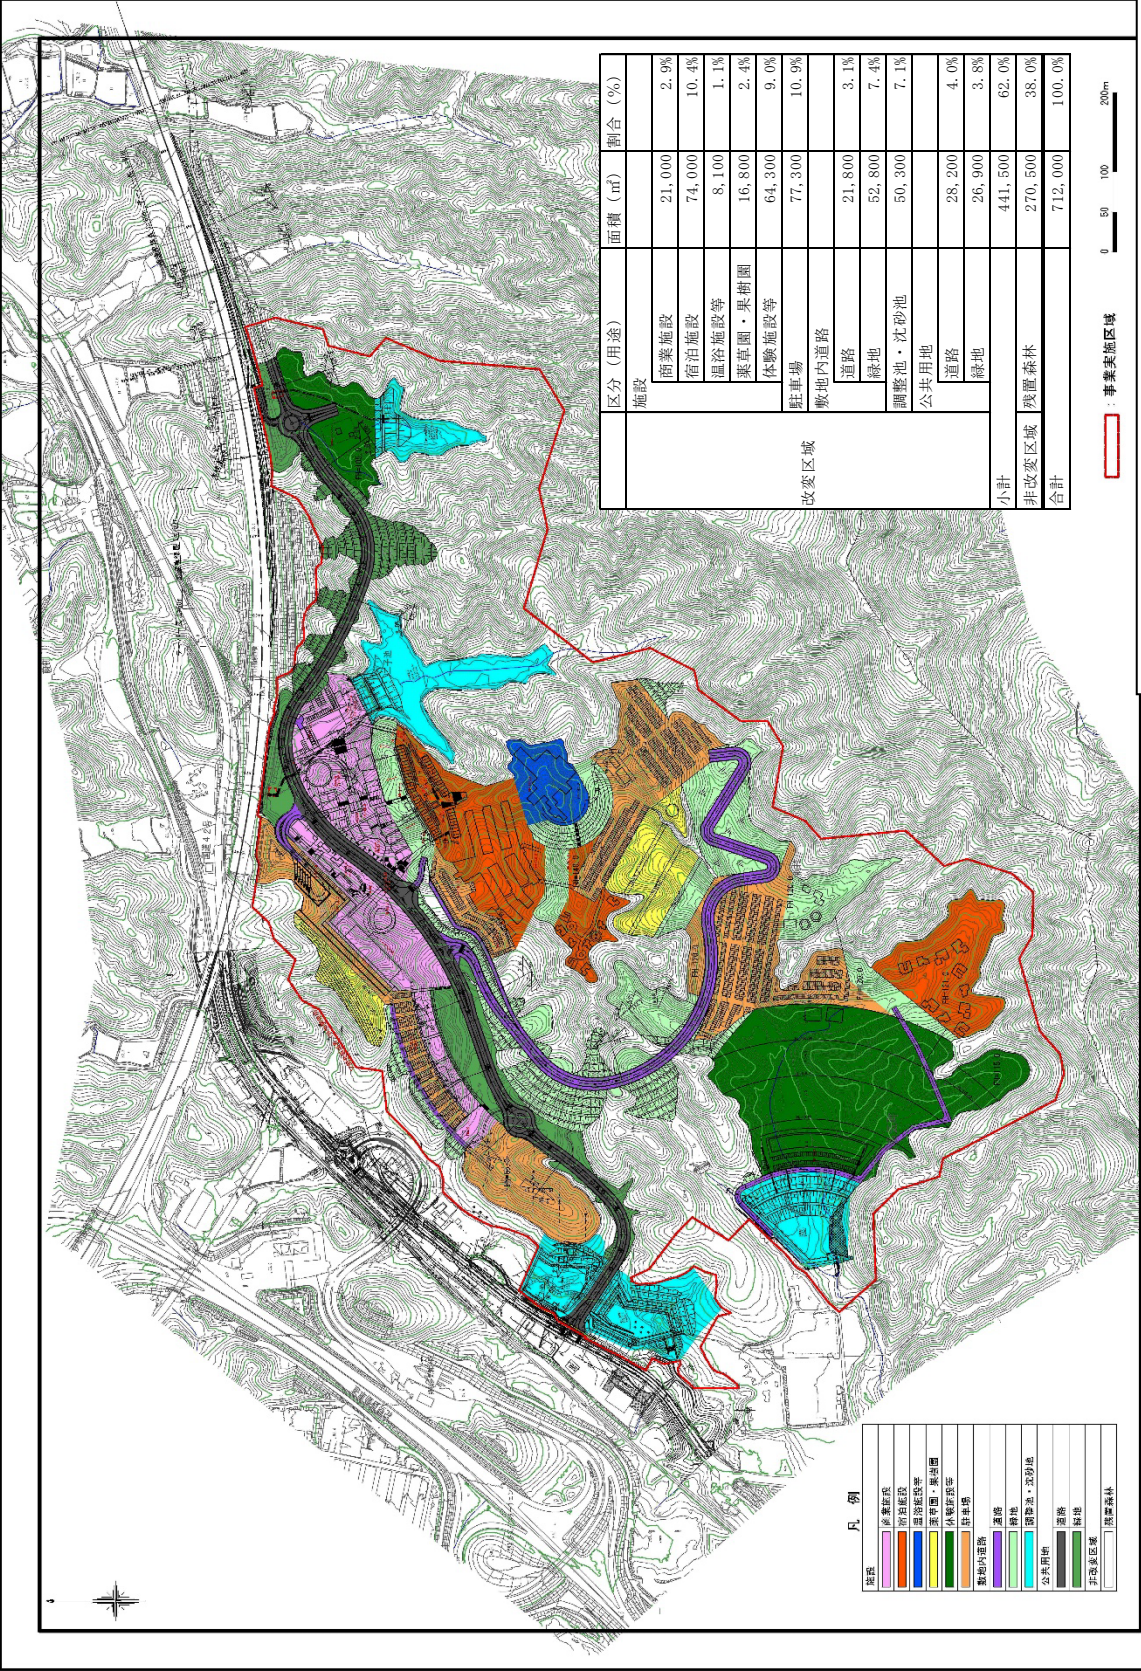 区分（用途） 面積（㎡） 割合（%）
改変区域
施設
商業施設 21,000 2.9%
宿泊施設 74,000 10.4%
温浴施設等 8,100 1.1%
薬草園・果樹園 16,800 2.4%
体験施設等 64,300 9.0%
駐車場 77,300 10.9%
敷地内道路
道路 21,800 3.1%
緑地 52,800 7.4%
調整池・沈砂池 50,300 7.1%
公共用地
道路 28,200 4.0%
緑地 26,900 3.8%
小計 441,500 62.0%
非改変区域 残置森林 270,500 38.0%
合計 712,000 100.0%
：事業実施区域
0 50 100 200m
凡 例
施設
商業施設
宿泊施設
温浴施設等
薬草園・果樹園
体験施設等
駐車場
敷地内道路
道路
緑地
調整池・沈砂地
公共用地
道路
緑地
非改変区域
残置森林